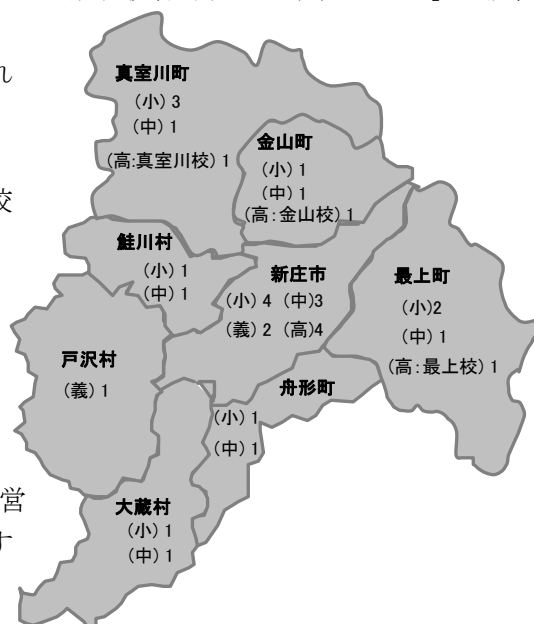 れ
校
営
す
真室川町
(小) 3
(中) 1
(高:真室川校) 1
金山町
(小) 1
(中) 1
(高:金山校) 1
鮭川村
(小) 1
(中) 1
新庄市
(小) 4 (中)3
(義) 2 (高)4
最上町
(小)2
(中) 1
(高:最上校) 1
戸沢村
(義) 1
舟形町
(小) 1
(中) 1
大蔵村
(小) 1
(中) 1